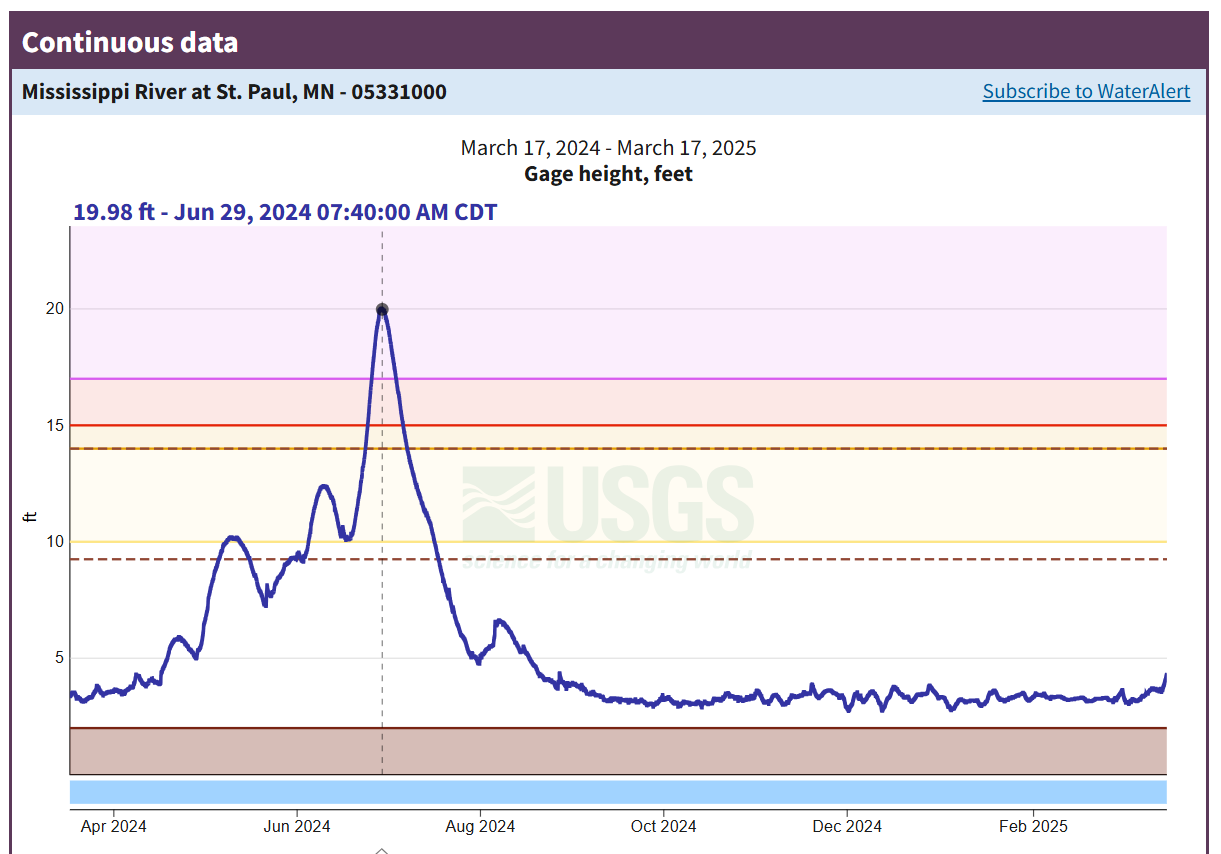 Continuous data
Mississippi River at St. Paul, MN - 05331000
Subscribe to WaterAlert
March 17, 2024 - March 17, 2025
Gage height, feet
19.98 ft - Jun 29, 2024 07:40:00 AM CDT
20
15
10
5
ft
USGS
science for a changing world
Apr 2024
Jun 2024
Aug 2024
Oct 2024
Dec 2024
Feb 2025